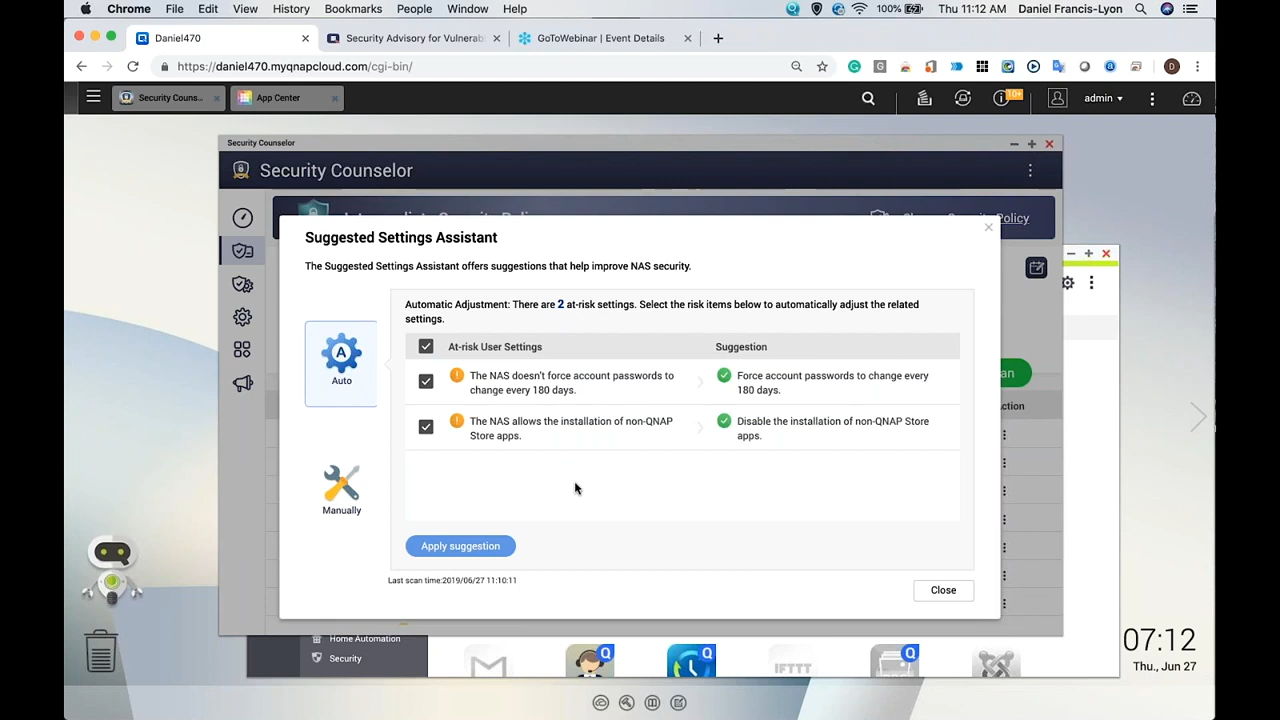 Chrome File Edit View History Bookmarks People Window Help 100% Thu 11:12 AM Daniel Francis-Lyon
Daniel470 Security Advisory for Vulnerab GoToWebinar | Event Details
https://daniel470.myqnapcloud.com/cgi-bin/ D
Security Couns... App Center 10+ admin
Security Counselor
Security Counselor
Policy
Suggested Settings Assistant
The Suggested Settings Assistant offers suggestions that help improve NAS security.
Automatic Adjustment: There are 2 at-risk settings. Select the risk items below to automatically adjust the related
settings.
At-risk User Settings Suggestion
A
Auto
The NAS doesn't force account passwords to
change every 180 days.
Force account passwords to change every
180 days.
an
ction
The NAS allows the installation of non-QNAP
Store apps.
Disable the installation of non-QNAP Store
apps.
Manually
Apply suggestion
Last scan time:2019/06/27 11:10:11
Close
Home Automation
Security
Q Q Q
IFTTT
07:12
Thu., Jun 27